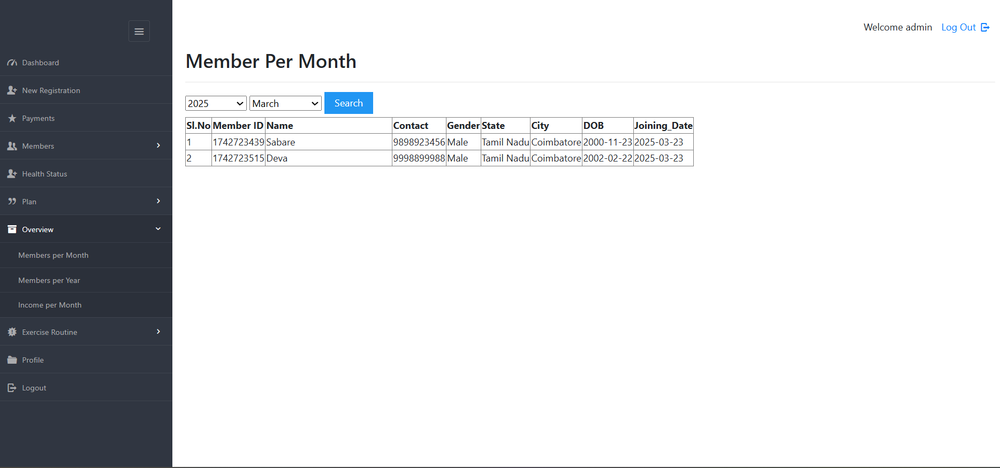 Dashboard
New Registration
Payments
Members
Health Status
Plan
Overview
Members per Month
Members per Year
Income per Month
Exercise Routine
Profile
Logout
Welcome admin Log Out
Member Per Month
2025 March Search
Sl.No Member ID Name Contact Gender State City DOB Joining_Date
1 1742723439 Sabare 9898923456 Male Tamil Nadu Coimbatore 2000-11-23 2025-03-23
2 1742723515 Deva 9998899988 Male Tamil Nadu Coimbatore 2002-02-22 2025-03-23